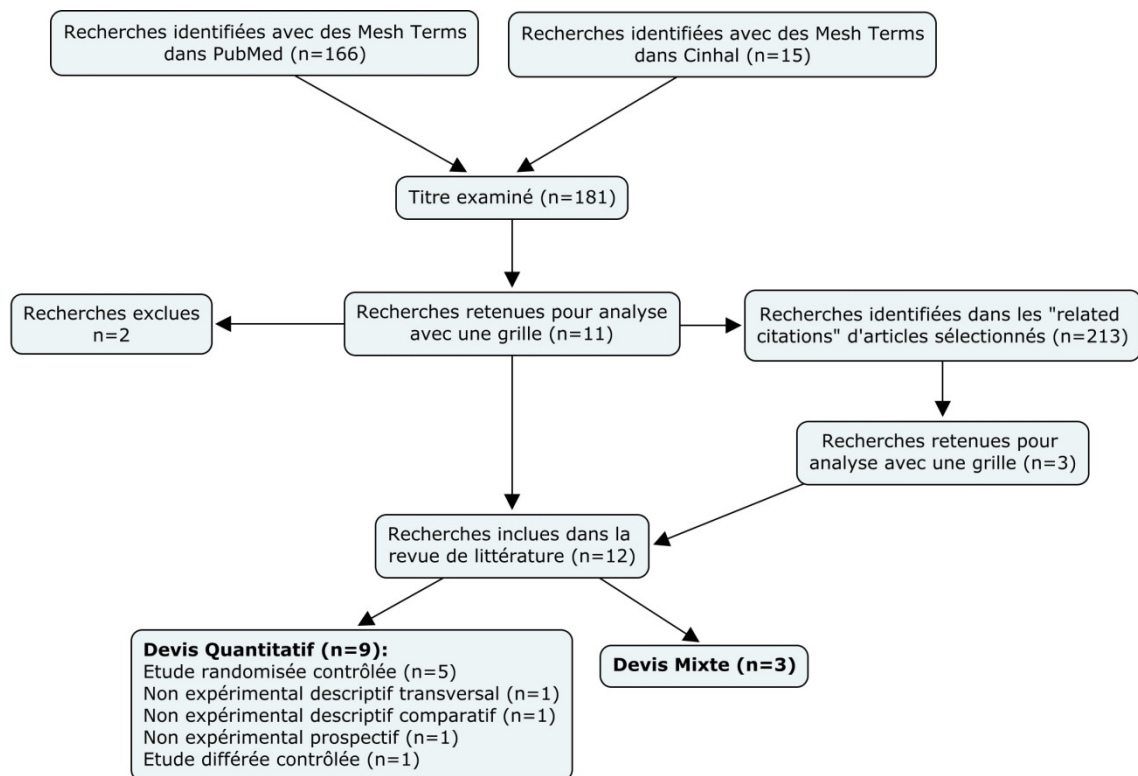 Recherches identifiées avec des Mesh Terms
dans PubMed (n=166)
Recherches identifiées avec des Mesh Terms
dans Cinhal (n=15)
Titre examiné (n=181)
Recherches exclues
n=2
Recherches retenues pour analyse
avec une grille (n=11)
Recherches identifiées dans les "related
citations" d'articles sélectionnés (n=213)
Recherches retenues pour
analyse avec une grille (n=3)
Recherches inclues dans la
revue de littérature (n=12)
Devis Quantitatif (n=9):
Etude randomisée contrôlée (n=5)
Non expérimental descriptif transversal (n=1)
Non expérimental descriptif comparatif (n=1)
Non expérimental prospectif (n=1)
Etude différée contrôlée (n=1)
Devis Mixte (n=3)